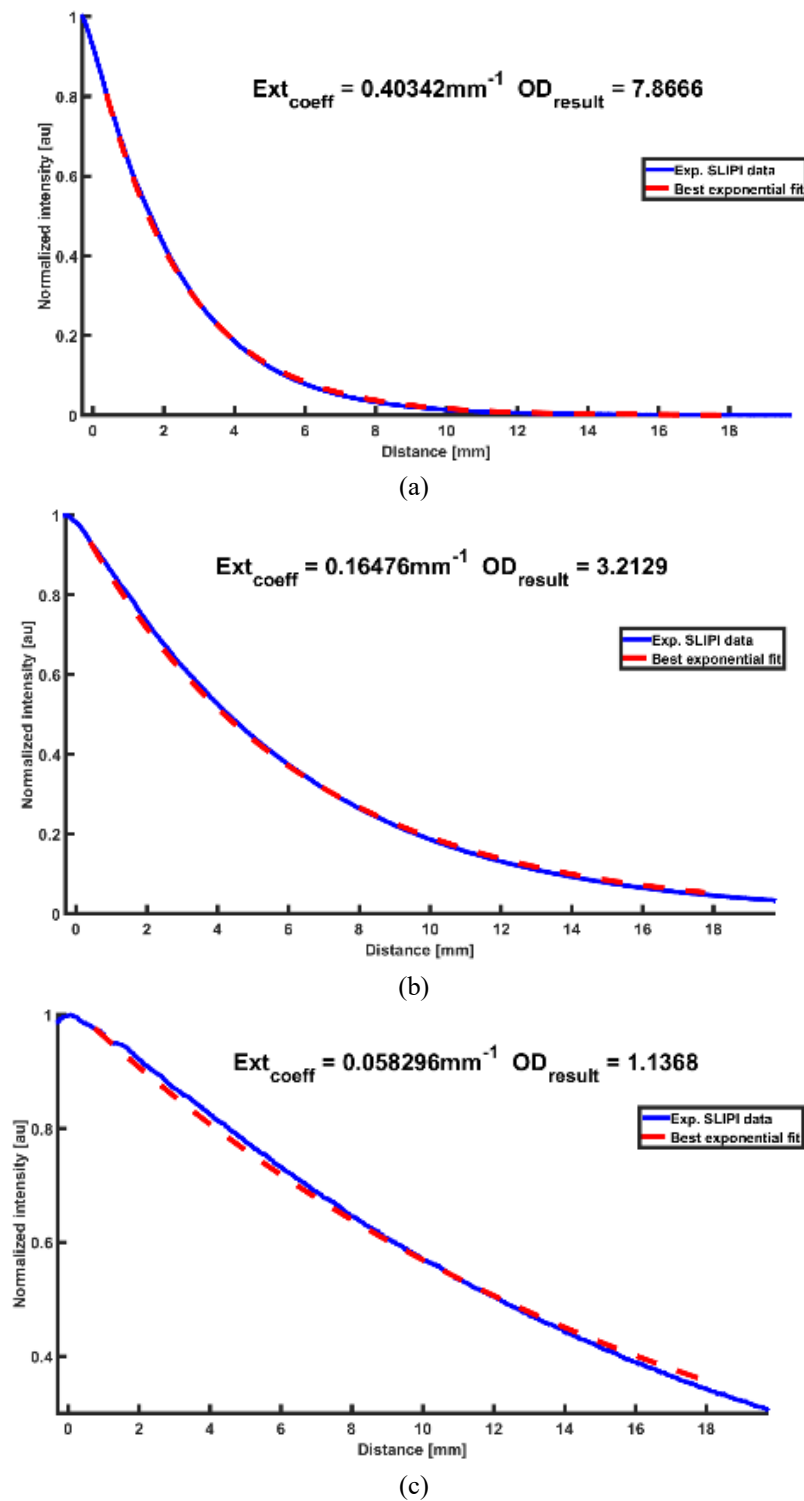 1
Ext_coeff = 0.40342mm^-1 OD_result = 7.8666
0.8
Exp. SLIPI data
Best exponential fit
Normalized intensity [au]
0.6
0.4
0.2
0
0 2 4 6 8 10 12 14 16 18
Distance [mm]
(a)
1
Ext_coeff = 0.16476mm^-1 OD_result = 3.2129
0.8
Exp. SLIPI data
Best exponential fit
Normalized intensity [au]
0.6
0.4
0.2
0
0 2 4 6 8 10 12 14 16 18
Distance [mm]
(b)
1
Ext_coeff = 0.058296mm^-1 OD_result = 1.1368
Exp. SLIPI data
Best exponential fit
0.8
Normalized intensity [au]
0.6
0.4
0 2 4 6 8 10 12 14 16 18
Distance [mm]
(c)